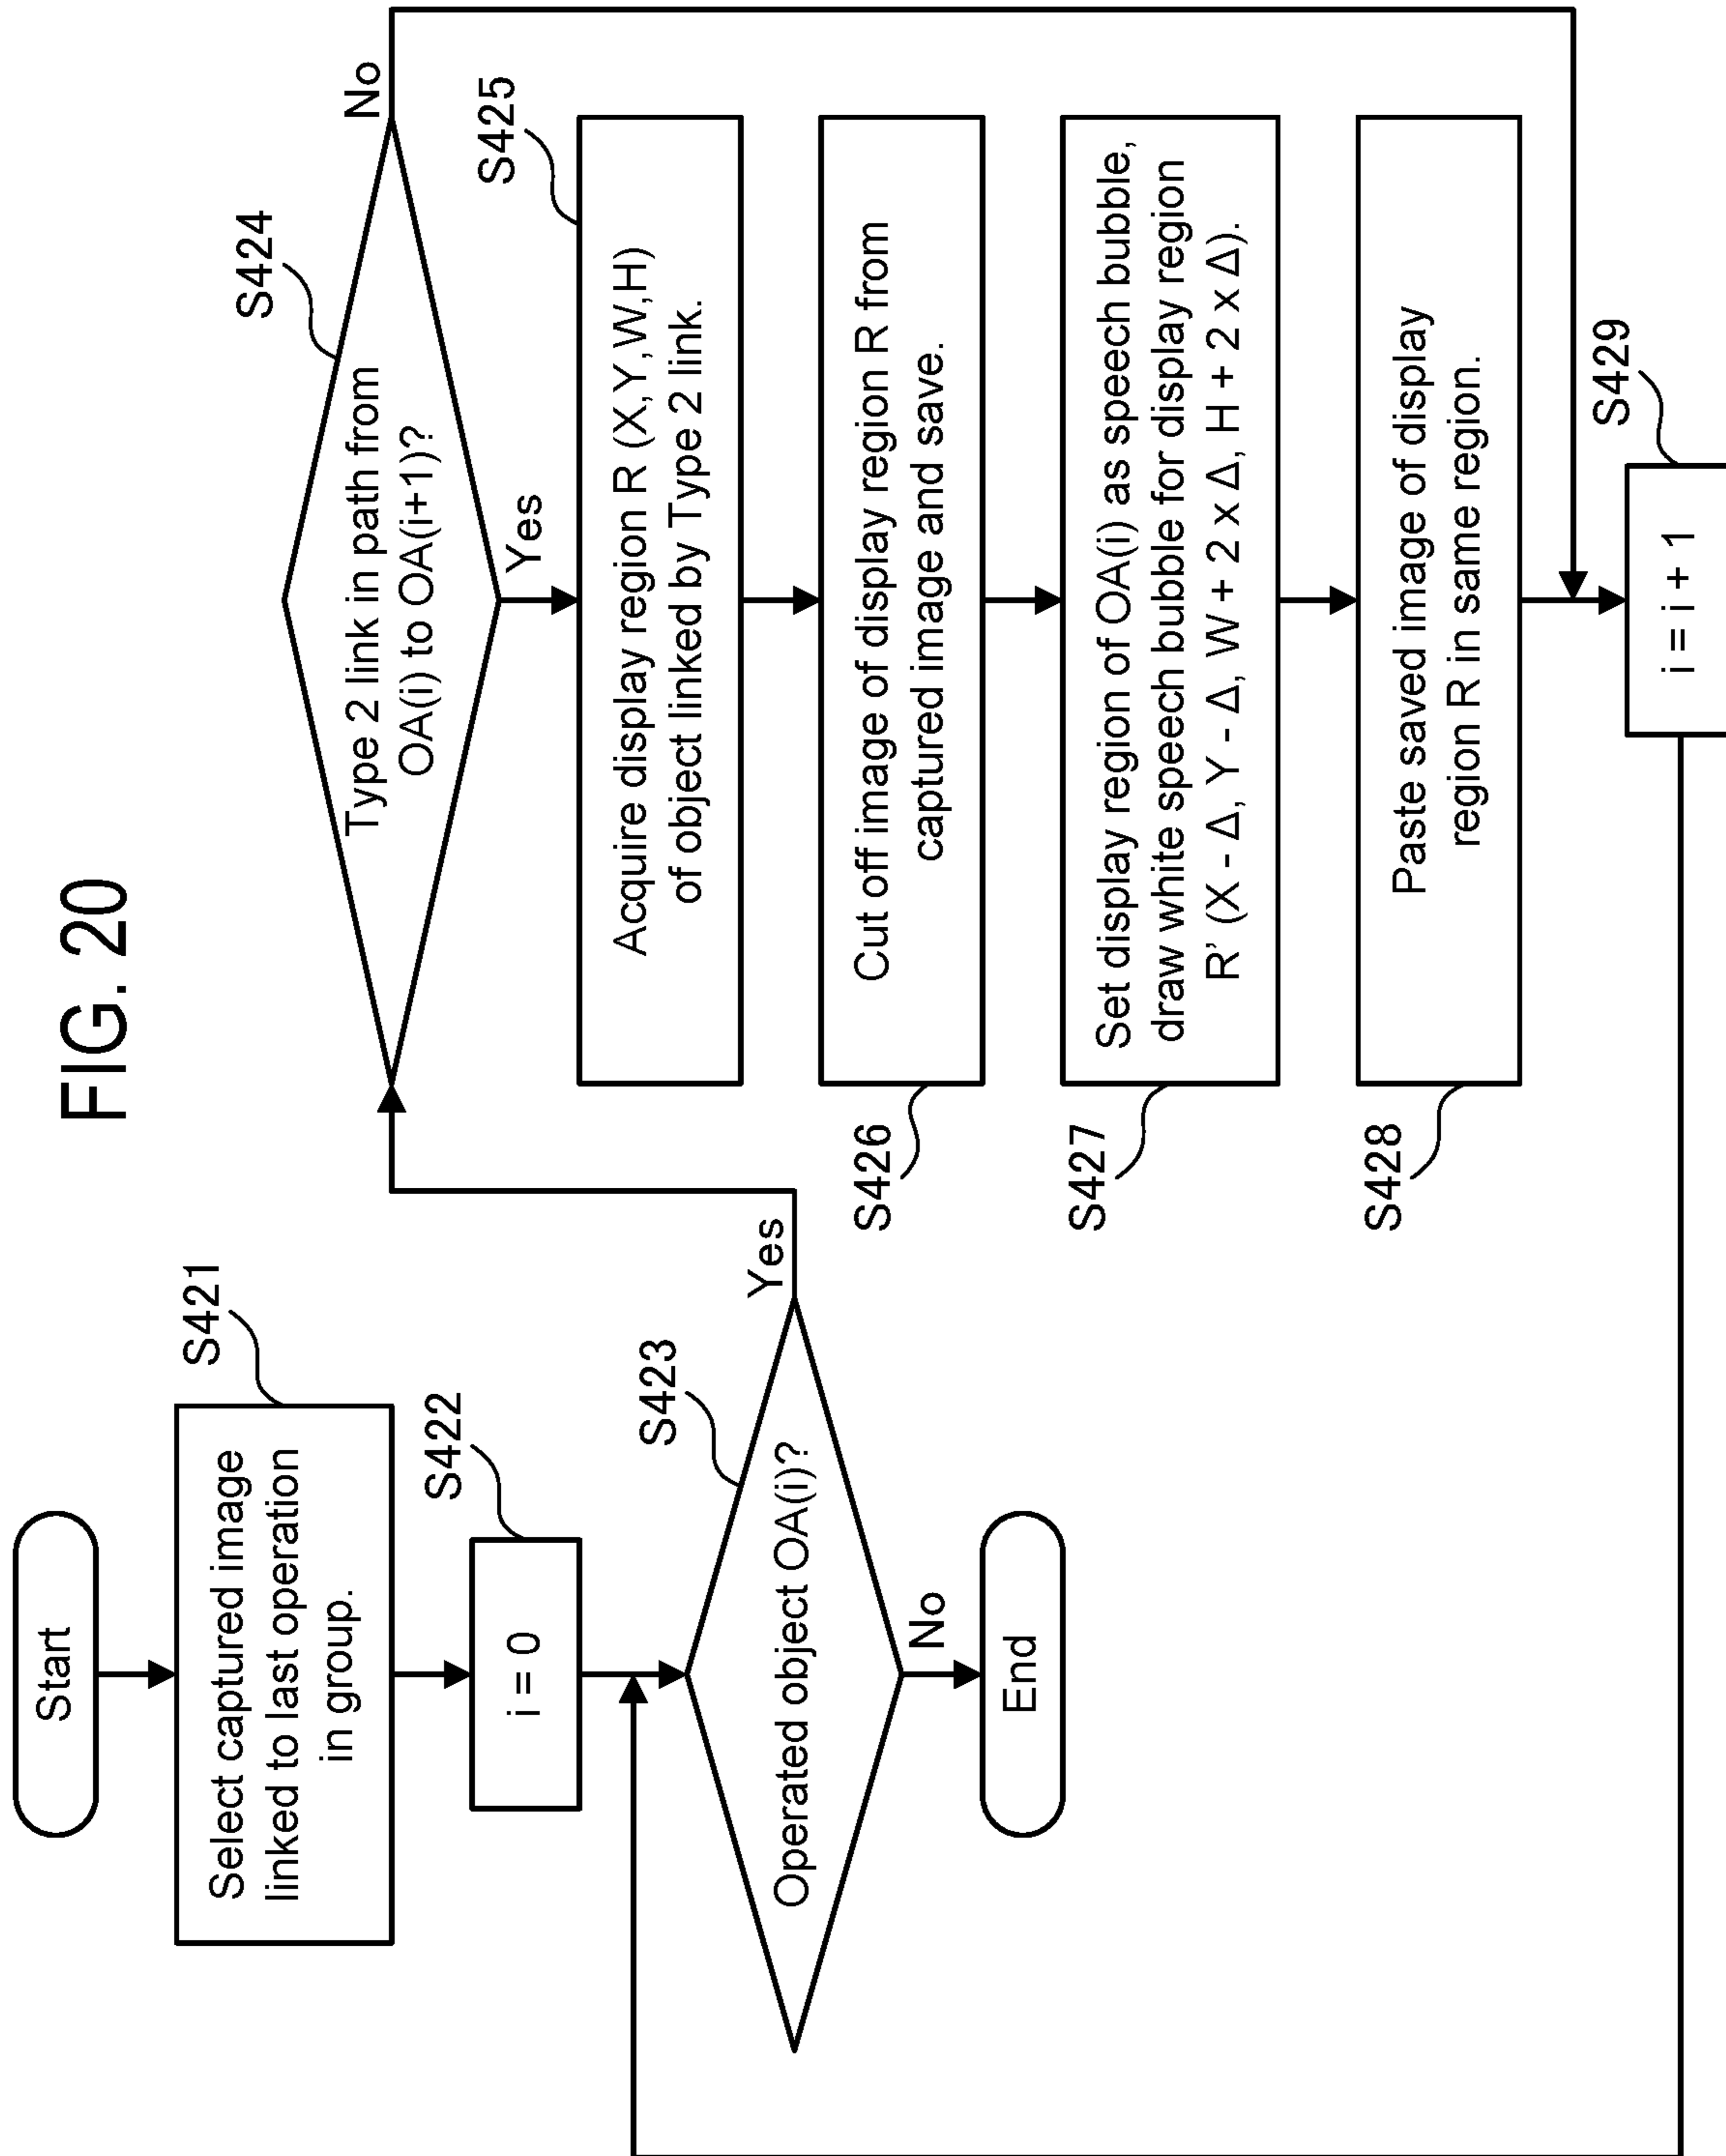 FIG. 20
Start
S421
Select captured image
linked to last operation
in group.
S422
i = 0
S423
Operated object OA(i)?
Yes
No
End
S424
Type 2 link in path from
OA(i) to OA(i+1)?
No
Yes
S425
Acquire display region R (X,Y,W,H)
of object linked by Type 2 link.
S426
Cut off image of display region R from
captured image and save.
S427
Set display region of OA(i) as speech bubble,
draw white speech bubble for display region
R' (X - Δ, Y - Δ, W + 2 x Δ, H + 2 x Δ).
S428
Paste saved image of display
region R in same region.
S429
i = i + 1